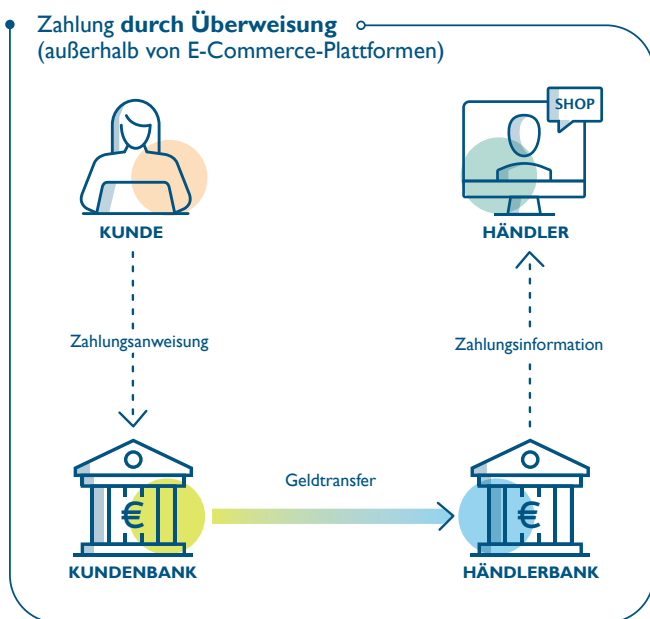 Zahlung durch Überweisung
(außerhalb von E-Commerce-Plattformen)
SHOP
KUNDE
HÄNDLER
Zahlungsanweisung
Zahlungsinformation
Geldtransfer
€
€
KUNDENBANK
HÄNDLERBANK